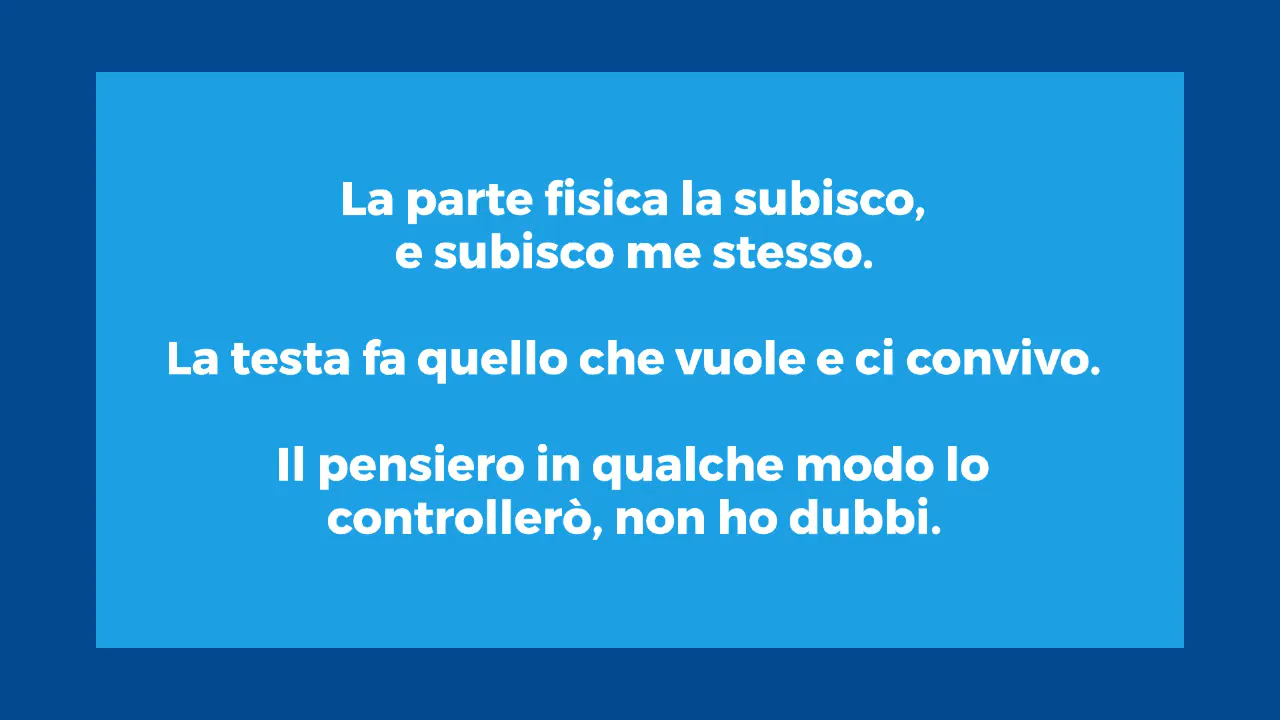 La parte fisica la subisco,
e subisco me stesso.
La testa fa quello che vuole e ci convivo.
Il pensiero in qualche modo lo
controllerò, non ho dubbi.